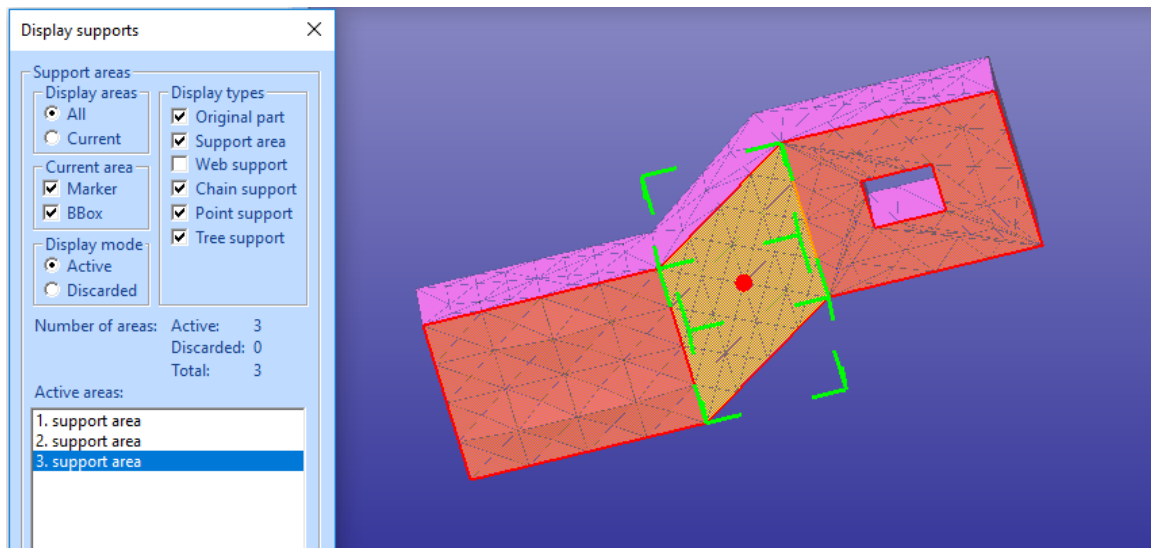 Display supports
Support areas
Display areas
All
Current
Current area
Marker
BBox
Display mode
Active
Discarded
Display types
Original part
Support area
Web support
Chain support
Point support
Tree support
Number of areas: Active: 3
Discarded: 0
Total: 3
Active areas:
1. support area
2. support area
3. support area